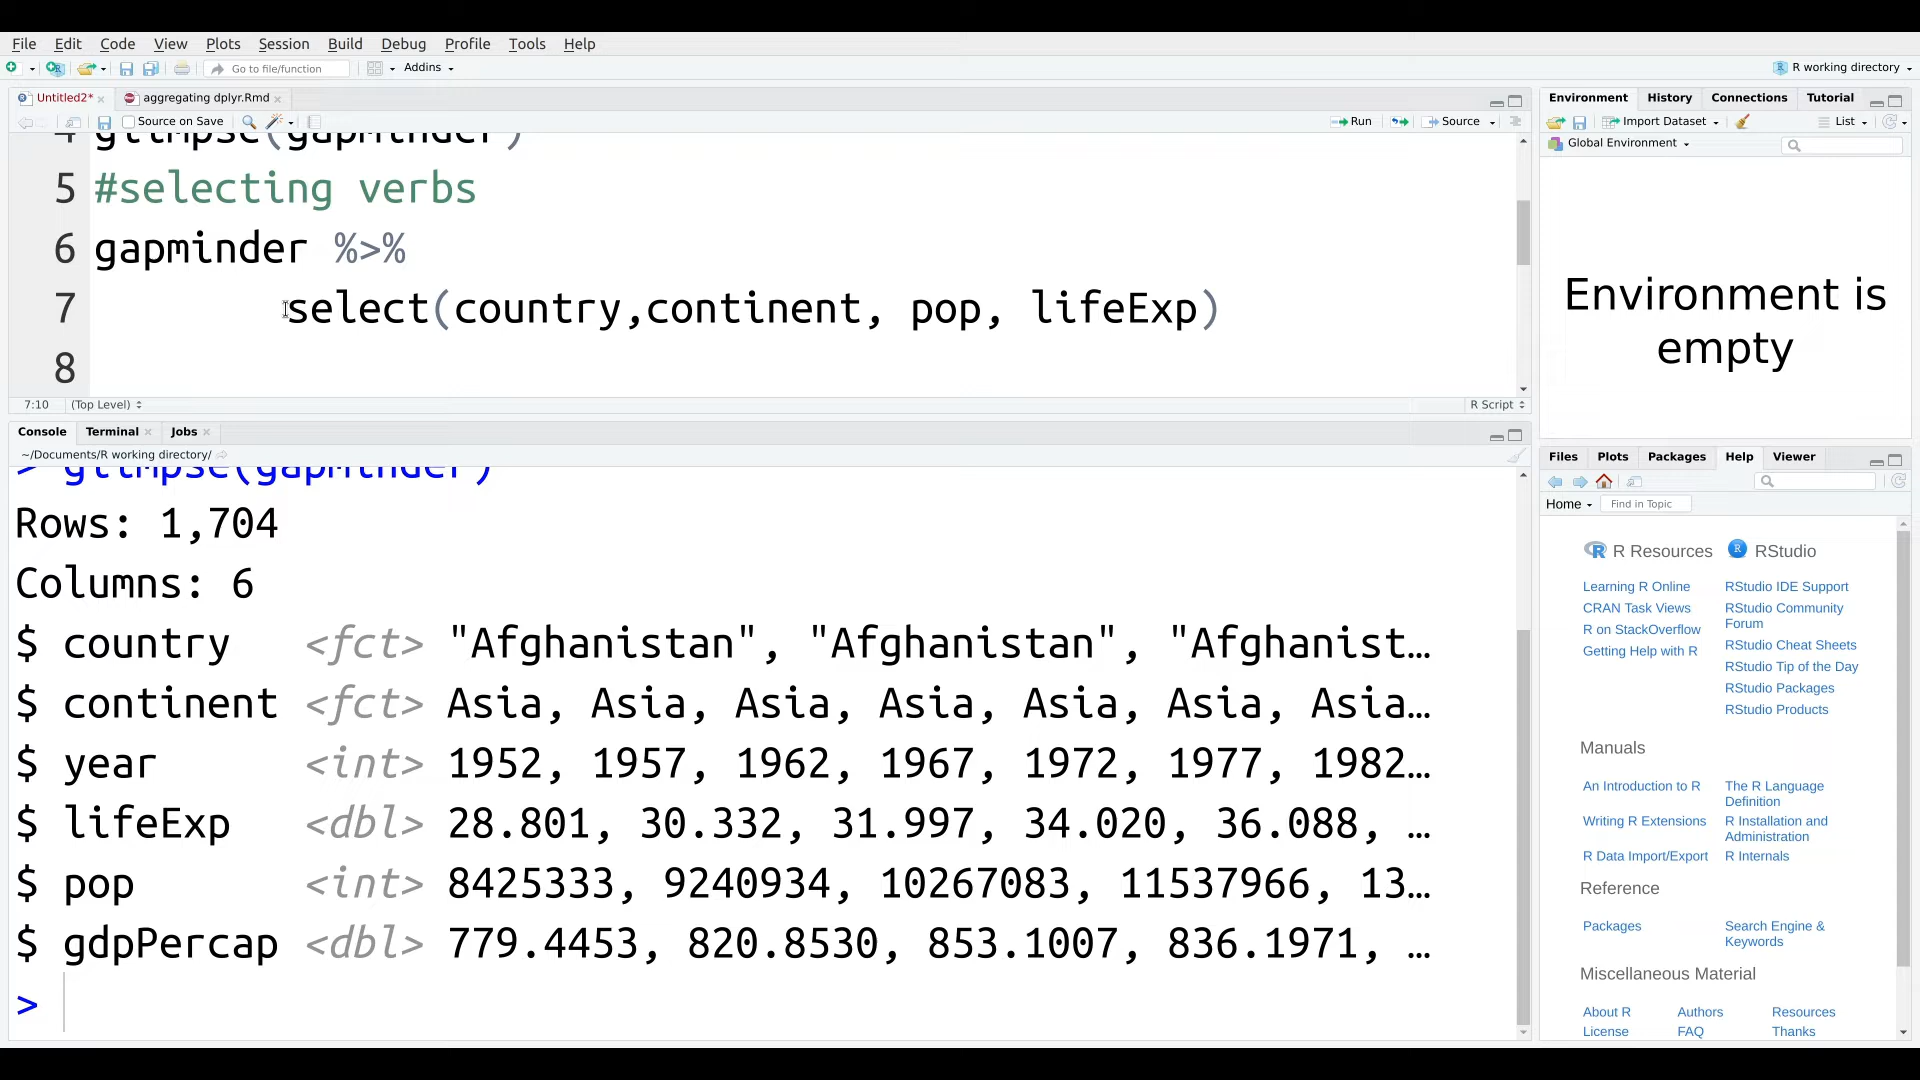 File Edit Code View Plots Session Build Debug Profile Tools Help
Go to file/function Addins R working directory
Untitled2* aggregating dplyr.Rmd
Source on Save Run Source
4 glimpse(gapminder)
5 #selecting verbs
6 gapminder %>%
7 select(country,continent, pop, lifeExp)
8
7:10 (Top Level) R Script
Console Terminal Jobs
~/Documents/R working directory/
> glimpse(gapminder)
Rows: 1,704
Columns: 6
$ country <fct> "Afghanistan", "Afghanistan", "Afghanist…
$ continent <fct> Asia, Asia, Asia, Asia, Asia, Asia, Asia…
$ year <int> 1952, 1957, 1962, 1967, 1972, 1977, 1982…
$ lifeExp <dbl> 28.801, 30.332, 31.997, 34.020, 36.088, …
$ pop <int> 8425333, 9240934, 10267083, 11537966, 13…
$ gdpPercap <dbl> 779.4453, 820.8530, 853.1007, 836.1971, …
>
Environment History Connections Tutorial
Import Dataset List
Global Environment
Environment is
empty
Files Plots Packages Help Viewer
Home Find in Topic
R Resources RStudio
Learning R Online RStudio IDE Support
CRAN Task Views RStudio Community
Forum
R on StackOverflow RStudio Cheat Sheets
Getting Help with R RStudio Tip of the Day
RStudio Packages
RStudio Products
Manuals
An Introduction to R The R Language
Definition
Writing R Extensions R Installation and
Administration
R Data Import/Export R Internals
Reference
Packages Search Engine &
Keywords
Miscellaneous Material
About R Authors Resources
License FAQ Thanks